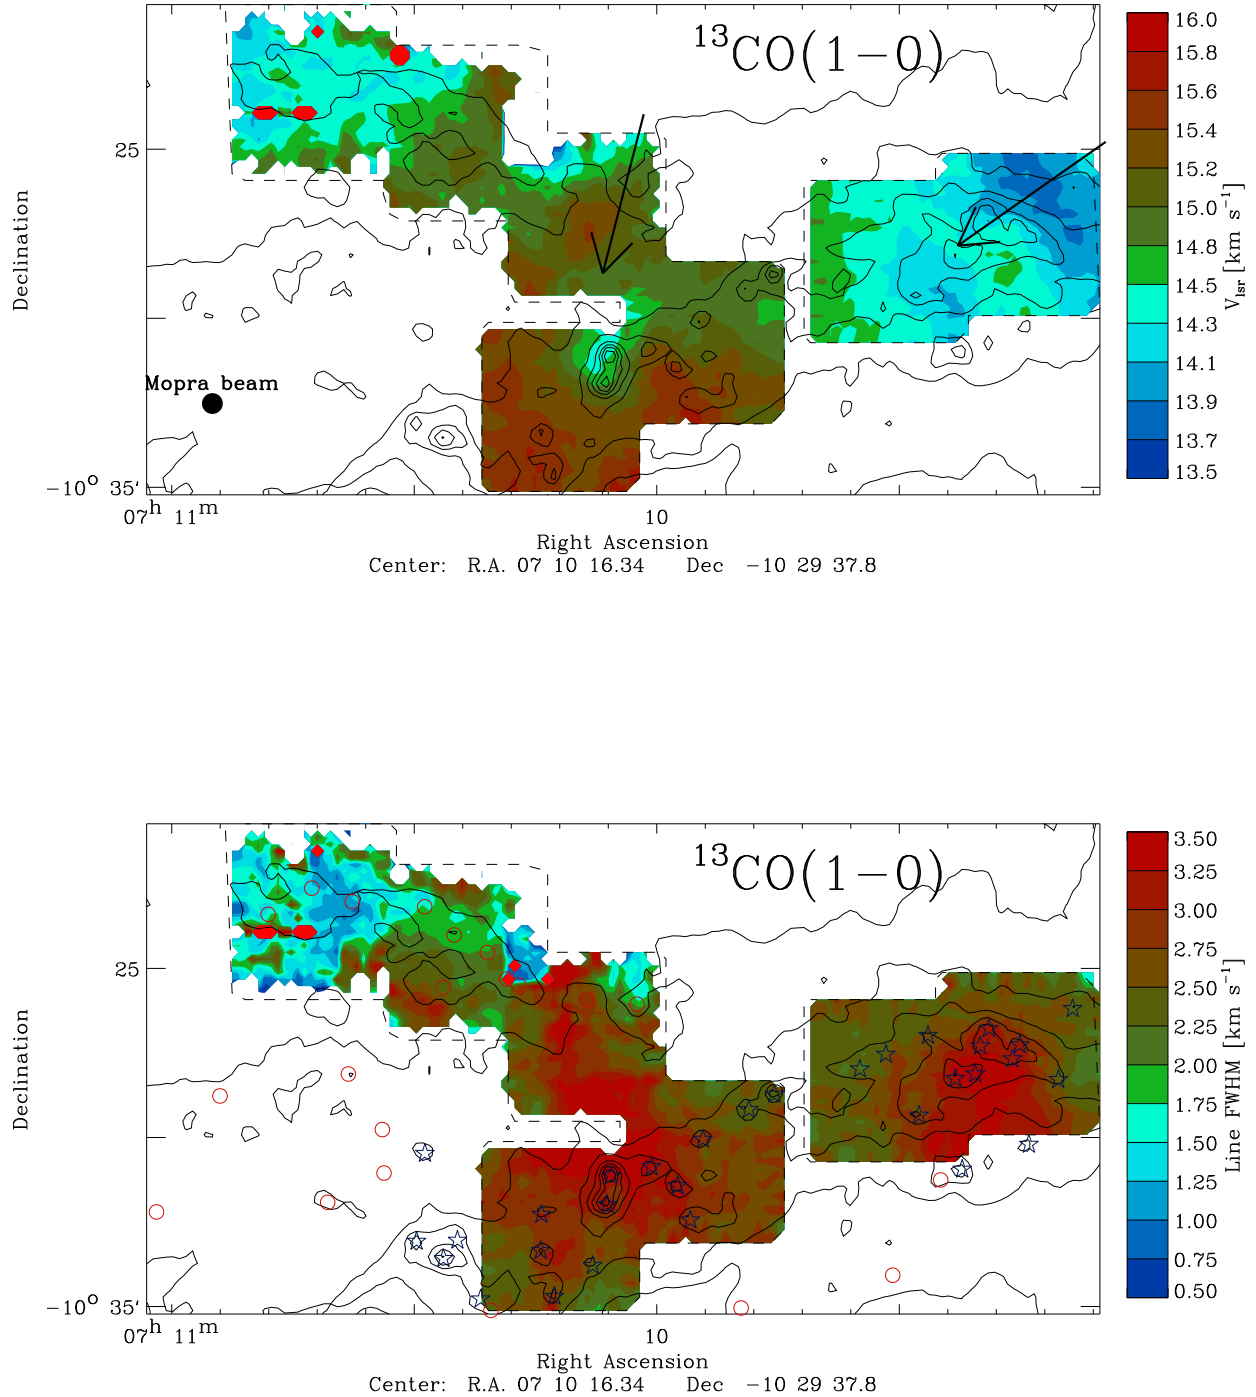 ¹³CO(1−0)
16.0
15.8
15.6
15.4
15.2
15.0
14.8
14.5
14.3
14.1
13.9
13.7
13.5
V_lsr [km s⁻¹]
Declination
25
Mopra beam
−10° 35'
07ʰ 11ᵐ
10
Right Ascension
Center: R.A. 07 10 16.34 Dec −10 29 37.8
¹³CO(1−0)
3.50
3.25
3.00
2.75
2.50
2.25
2.00
1.75
1.50
1.25
1.00
0.75
0.50
Line FWHM [km s⁻¹]
Declination
25
−10° 35'
07ʰ 11ᵐ
10
Right Ascension
Center: R.A. 07 10 16.34 Dec −10 29 37.8